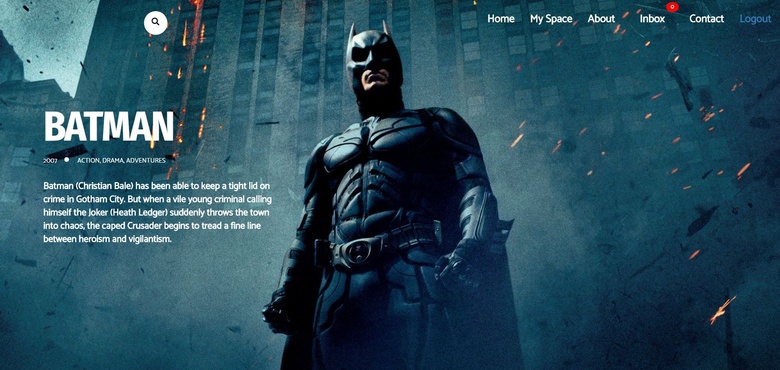 Home My Space About Inbox 0 Contact Logout
BATMAN
2007 ACTION, DRAMA, ADVENTURES
Batman (Christian Bale) has been able to keep a tight lid on
crime in Gotham City. But when a vile young criminal calling
himself the Joker (Heath Ledger) suddenly throws the town
into chaos, the caped Crusader begins to tread a fine line
between heroism and vigilantism.